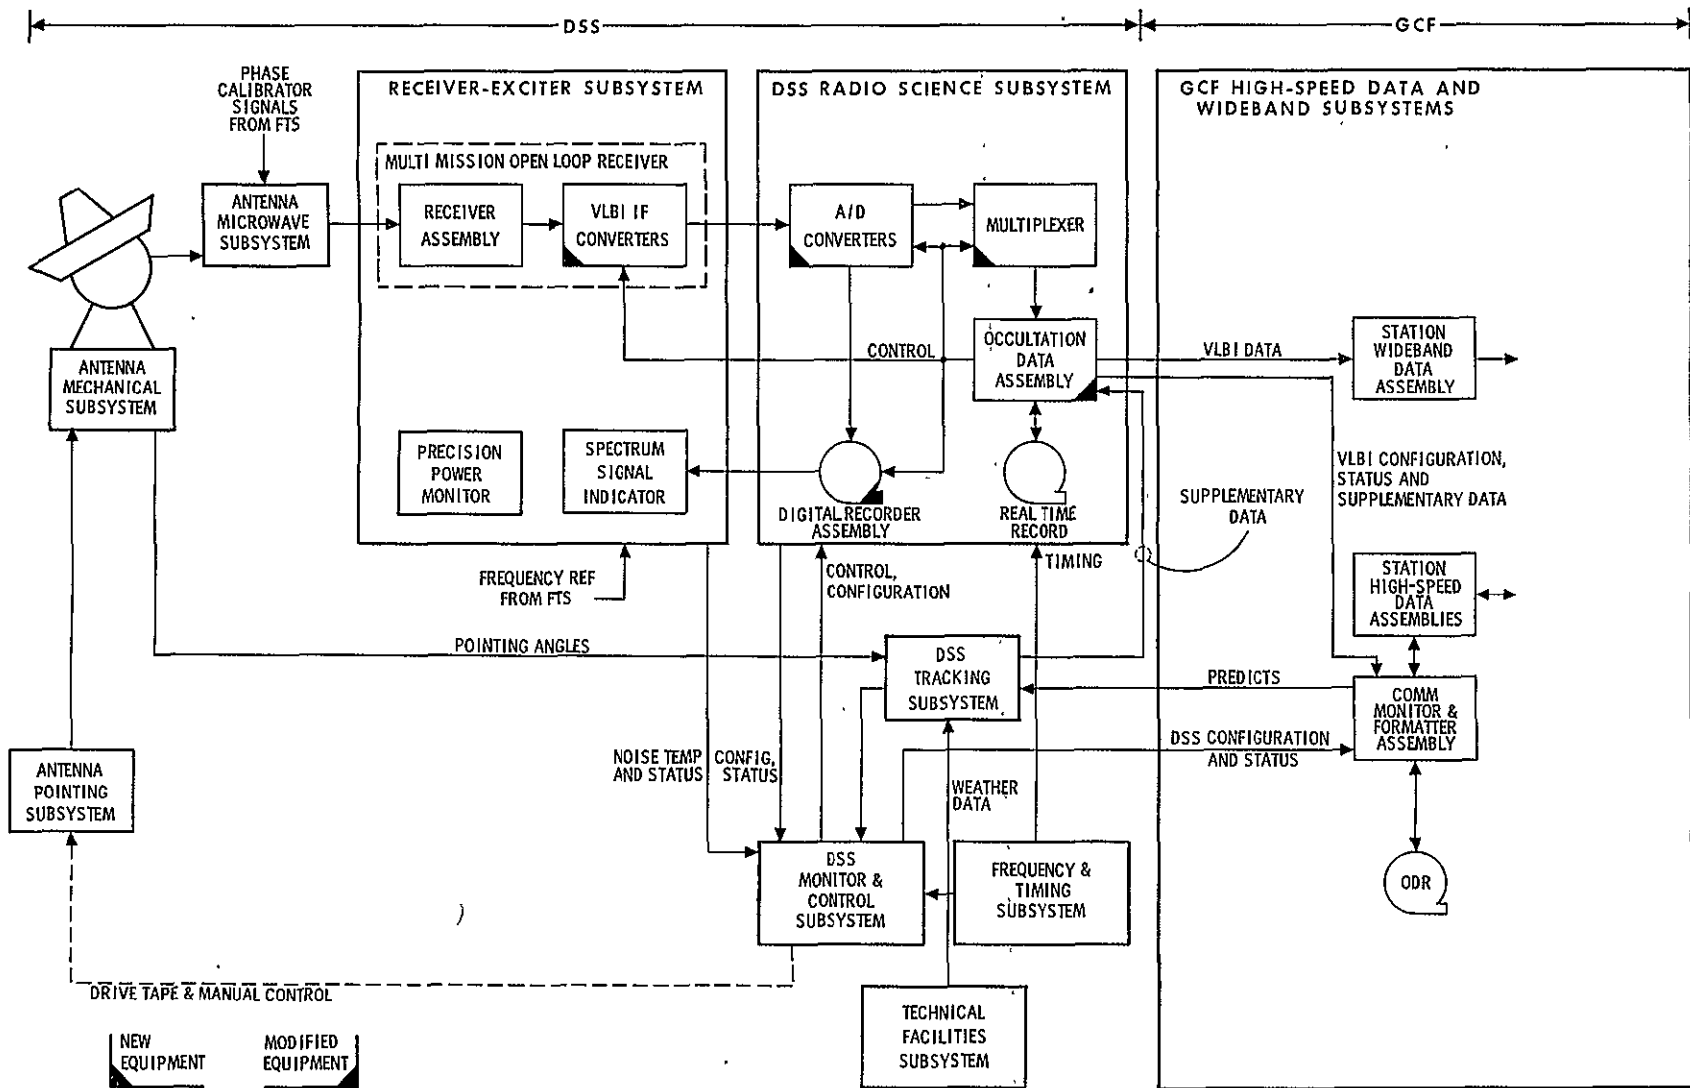 DSS
GCF
PHASE
CALIBRATOR
SIGNALS
FROM FTS
RECEIVER-EXCITER SUBSYSTEM
DSS RADIO SCIENCE SUBSYSTEM
GCF HIGH-SPEED DATA AND
WIDEBAND SUBSYSTEMS
MULTI MISSION OPEN LOOP RECEIVER
ANTENNA
MICROWAVE
SUBSYSTEM
RECEIVER
ASSEMBLY
VLBI IF
CONVERTERS
A/D
CONVERTERS
MULTIPLEXER
ANTENNA
MECHANICAL
SUBSYSTEM
CONTROL
OCCULTATION
DATA
ASSEMBLY
VLBI DATA
STATION
WIDEBAND
DATA
ASSEMBLY
PRECISION
POWER
MONITOR
SPECTRUM
SIGNAL
INDICATOR
DIGITAL RECORDER
ASSEMBLY
REAL TIME
RECORD
SUPPLEMENTARY
DATA
VLBI CONFIGURATION,
STATUS AND
SUPPLEMENTARY DATA
FREQUENCY REF
FROM FTS
CONTROL,
CONFIGURATION
TIMING
STATION
HIGH-SPEED
DATA
ASSEMBLIES
POINTING ANGLES
DSS
TRACKING
SUBSYSTEM
PREDICTS
COMM
MONITOR &
FORMATTER
ASSEMBLY
ANTENNA
POINTING
SUBSYSTEM
NOISE TEMP
AND STATUS
CONFIG,
STATUS
WEATHER
DATA
DSS CONFIGURATION
AND STATUS
DSS
MONITOR &
CONTROL
SUBSYSTEM
FREQUENCY &
TIMING
SUBSYSTEM
ODR
DRIVE TAPE & MANUAL CONTROL
TECHNICAL
FACILITIES
SUBSYSTEM
NEW
EQUIPMENT
MODIFIED
EQUIPMENT